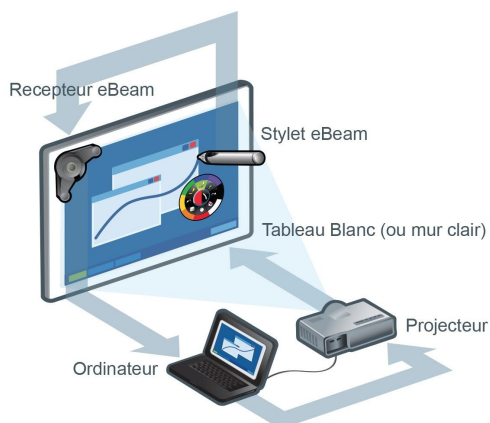 Recepteur eBeam
Stylet eBeam
Tableau Blanc (ou mur clair)
Projecteur
Ordinateur